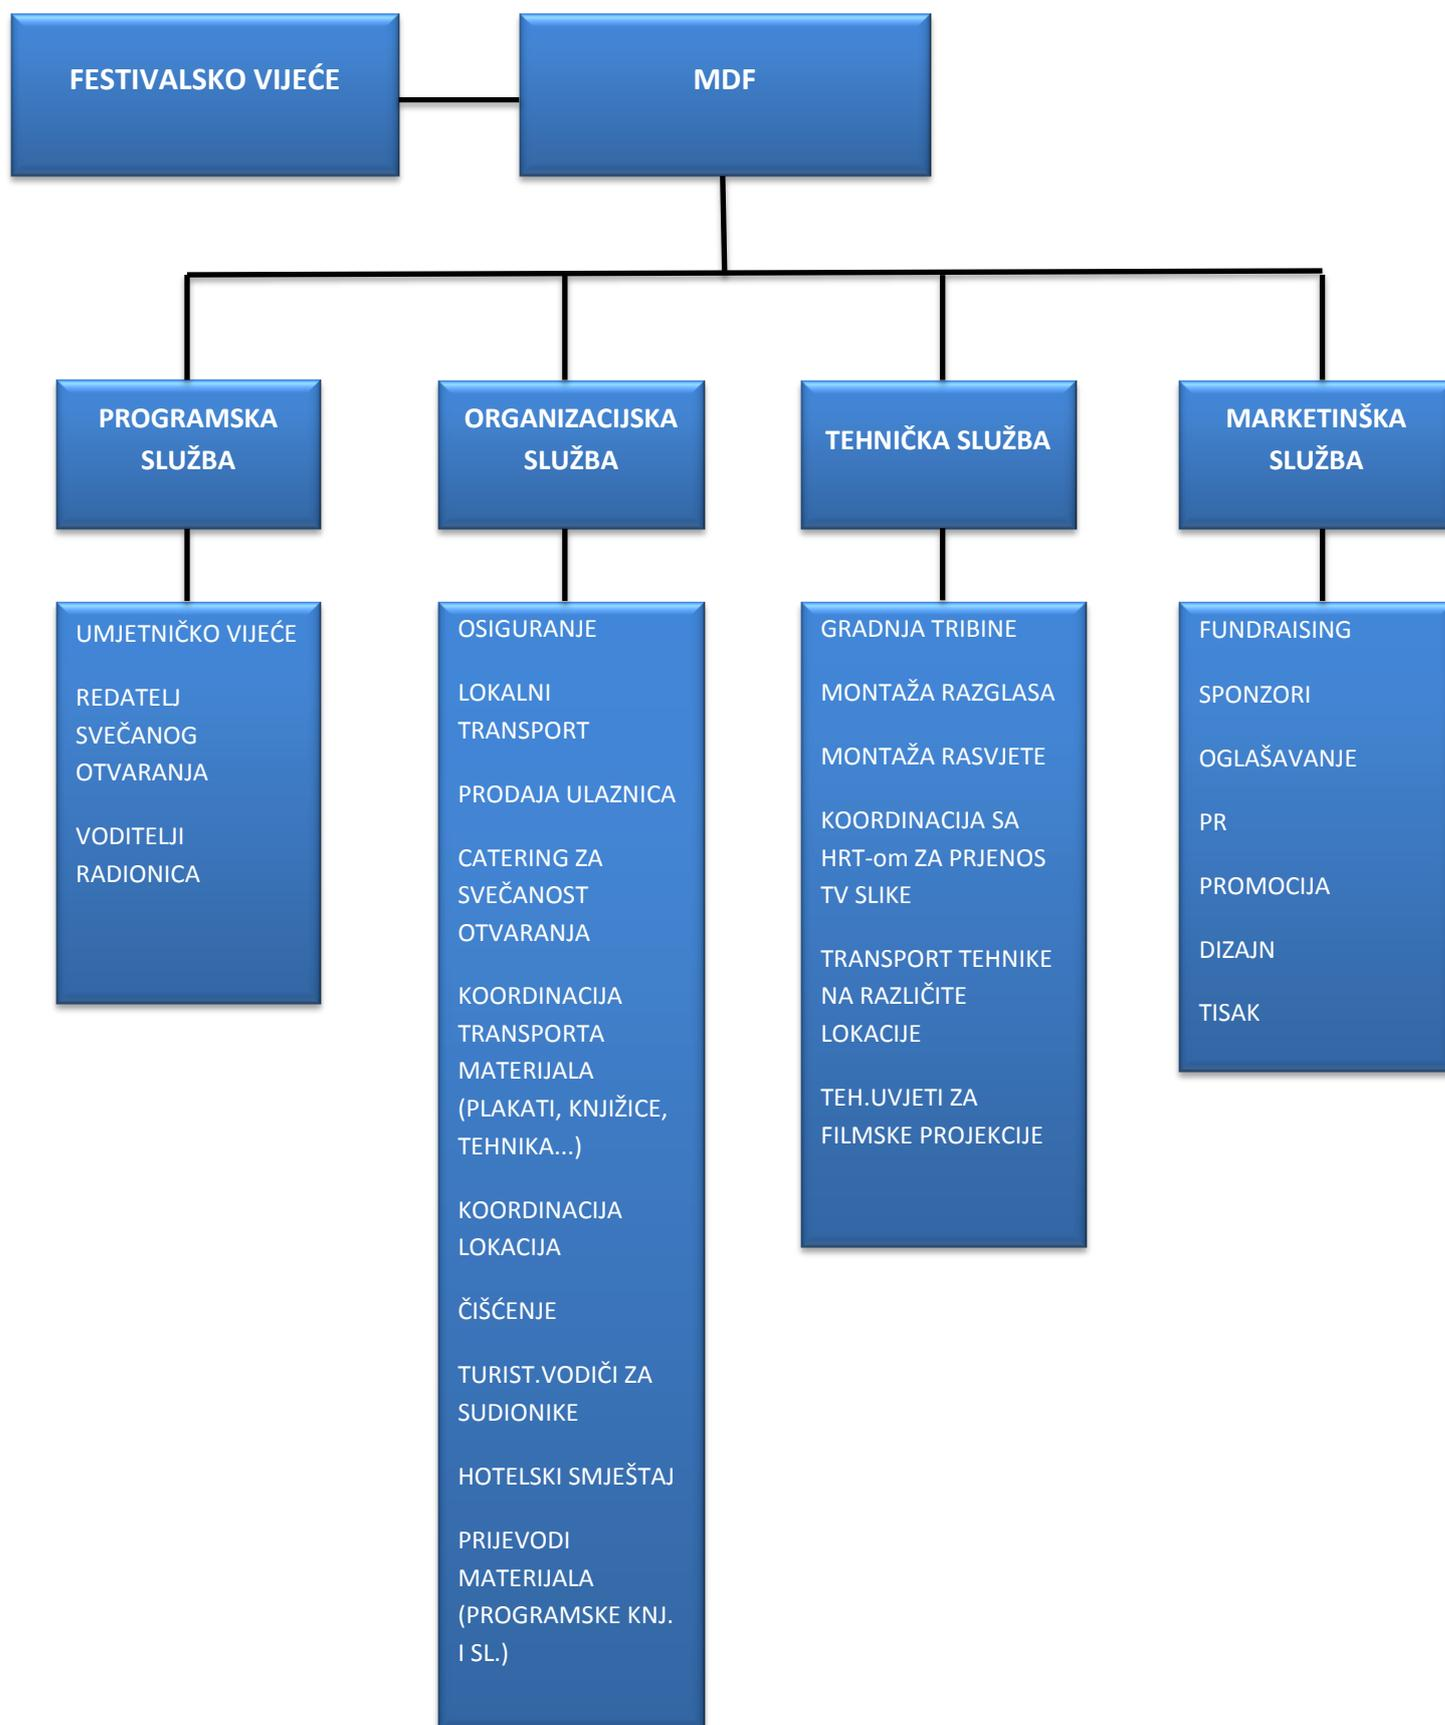 FESTIVALSKO VIJEĆE
MDF
PROGRAMSKA
SLUŽBA
ORGANIZACIJSKA
SLUŽBA
TEHNIČKA SLUŽBA
MARKETINŠKA
SLUŽBA
UMJETNIČKO VIJEĆE
REDATELJ
SVEČANOG
OTVARANJA
VODITELJI
RADIONICA
OSIGURANJE
LOKALNI
TRANSPORT
PRODAJA ULAZNICA
CATERING ZA
SVEČANOST
OTVARANJA
KOORDINACIJA
TRANSPORTA
MATERIJALA
(PLAKATI, KNJIŽICE,
TEHNIKA...)
KOORDINACIJA
LOKACIJA
ČIŠĆENJE
TURIST.VODIČI ZA
SUDIONIKE
HOTELSKI SMJEŠTAJ
PRIJEVODI
MATERIJALA
(PROGRAMSKE KNJ.
I SL.)
GRADNJA TRIBINE
MONTAŽA RAZGLASA
MONTAŽA RASVJETE
KOORDINACIJA SA
HRT-om ZA PRJENOS
TV SLIKE
TRANSPORT TEHNIKE
NA RAZLIČITE
LOKACIJE
TEH.UVJETI ZA
FILMSKE PROJEKCIJE
FUNDRAISING
SPONZORI
OGLAŠAVANJE
PR
PROMOCIJA
DIZAJN
TISAK